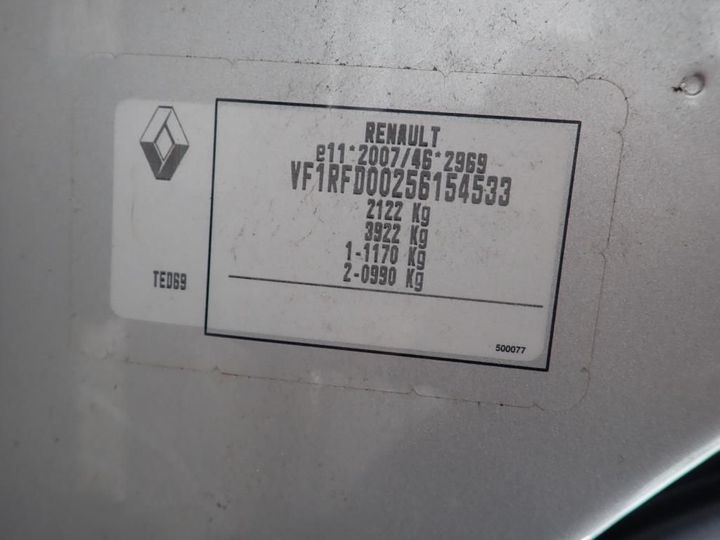 RENAULT
e11*2007/46*2969
VF1RFD00256154533
2122 Kg
3922 Kg
1-1170 Kg
2-0990 Kg
TED69
500077